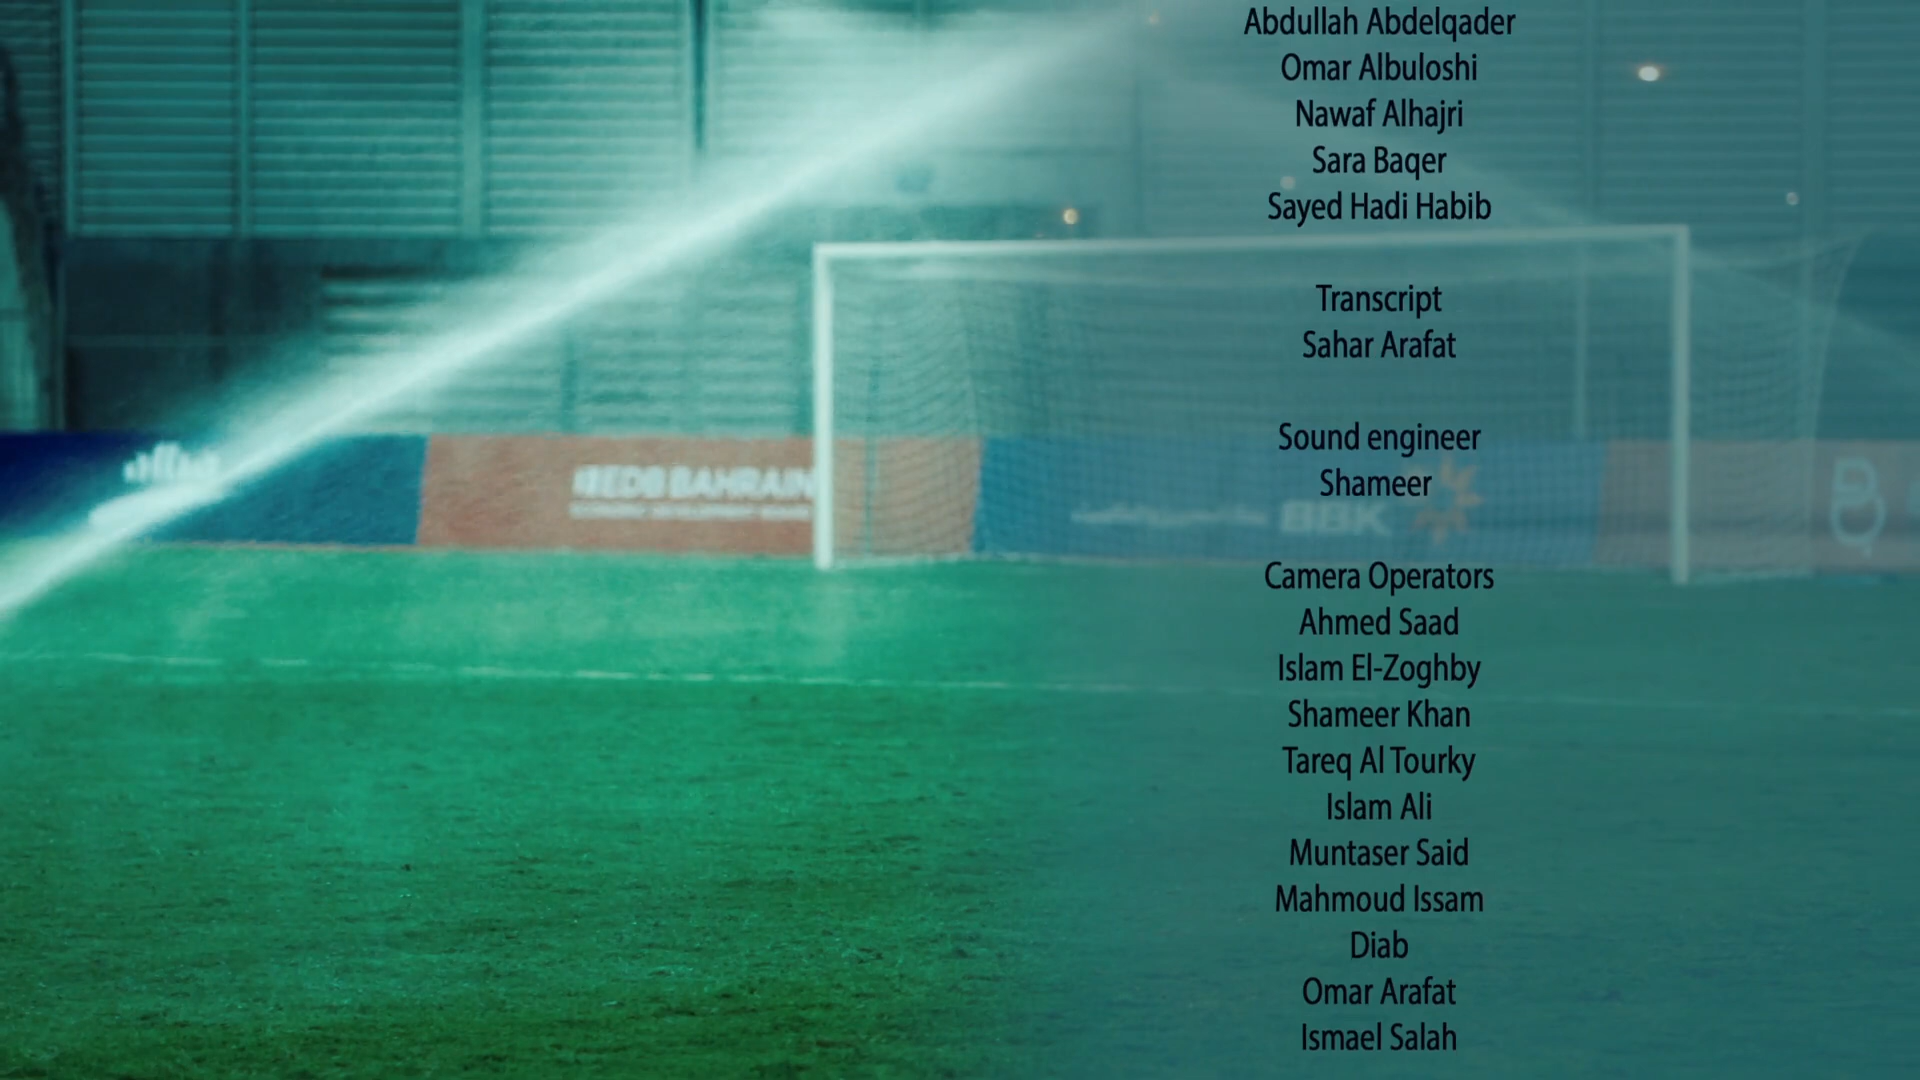 Abdullah Abdelqader
Omar Albuloshi
Nawaf Alhajri
Sara Baqer
Sayed Hadi Habib
Transcript
Sahar Arafat
Sound engineer
Shameer
Camera Operators
Ahmed Saad
Islam El-Zoghby
Shameer Khan
Tareq Al Tourky
Islam Ali
Muntaser Said
Mahmoud Issam
Diab
Omar Arafat
Ismael Salah
EDB BAHRAIN
BBK